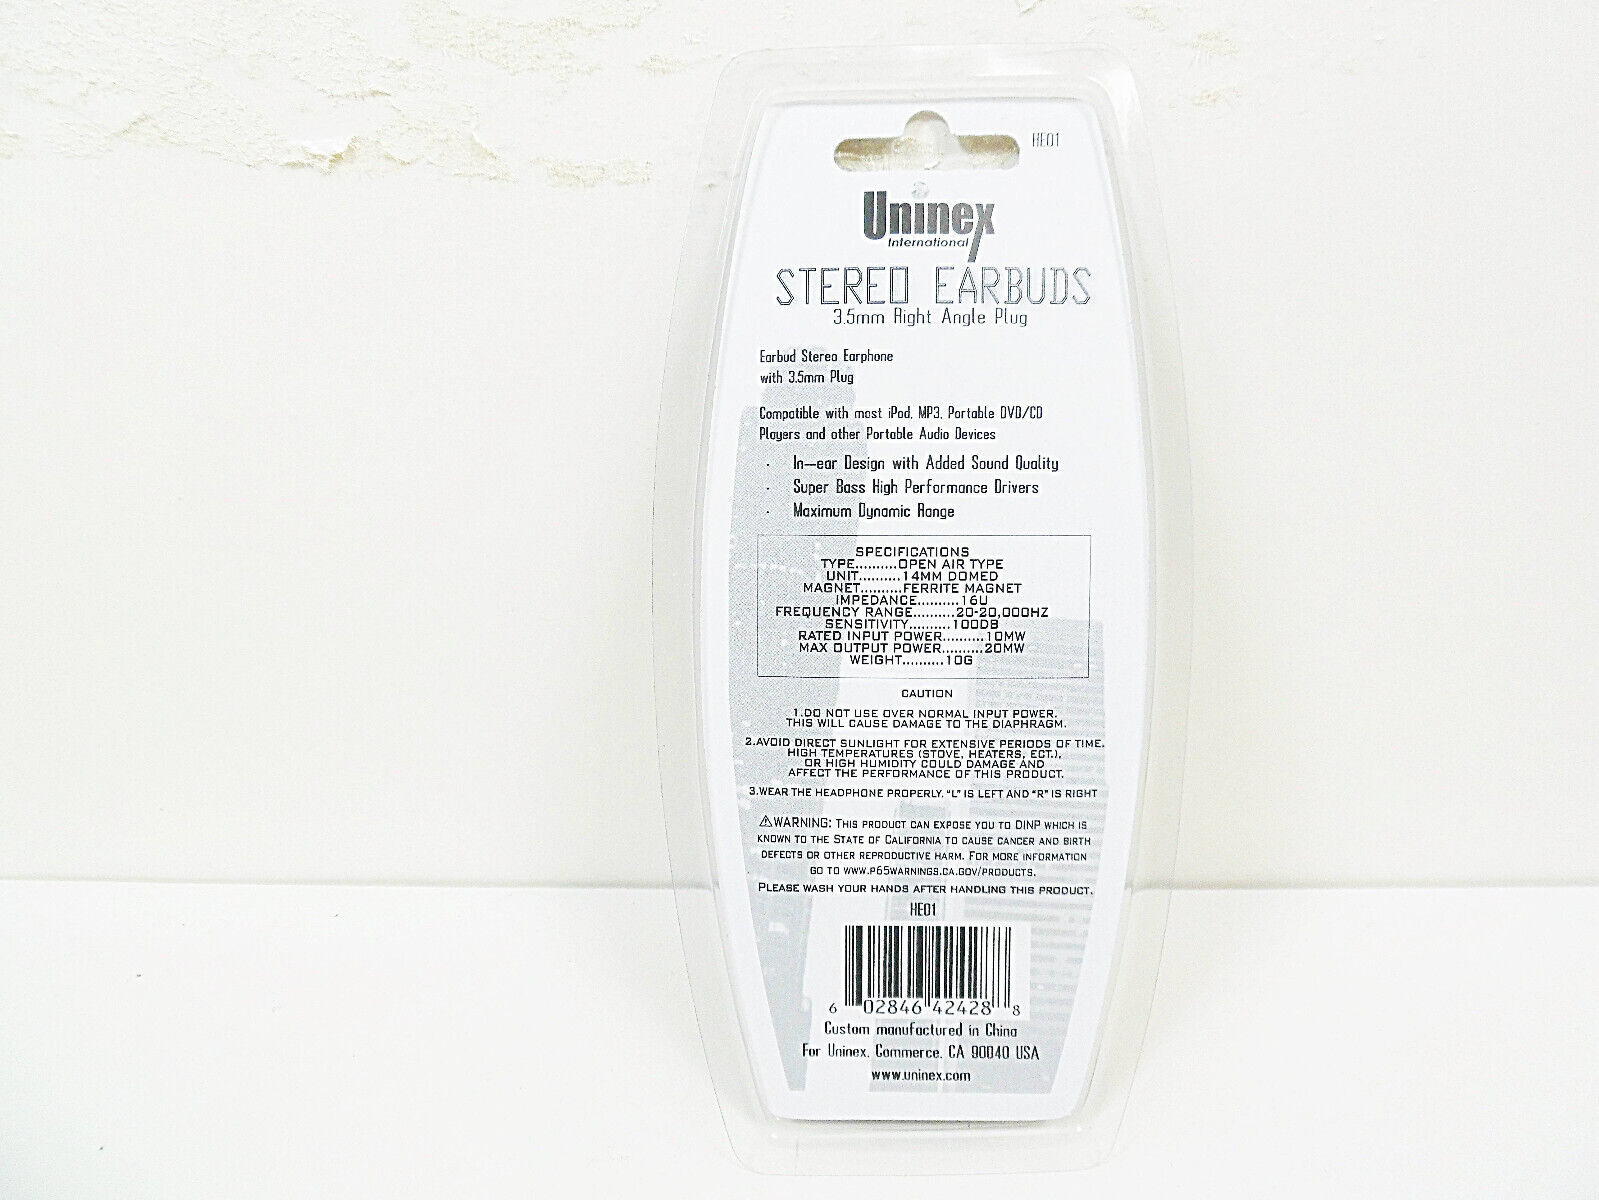 HE01
Uninex
International
STEREO EARBUDS
3.5mm Right Angle Plug
Earbud Stereo Earphone
with 3.5mm Plug
Compatible with most iPod, MP3, Portable DVD/CD
Players and other Portable Audio Devices
· In-ear Design with Added Sound Quality
· Super Bass High Performance Drivers
· Maximum Dynamic Range
SPECIFICATIONS
TYPE..........OPEN AIR TYPE
UNIT..........14MM DOMED
MAGNET..........FERRITE MAGNET
IMPEDANCE..........16U
FREQUENCY RANGE..........20-20,000HZ
SENSITIVITY..........100DB
RATED INPUT POWER..........10MW
MAX OUTPUT POWER..........20MW
WEIGHT..........10G
CAUTION
1.DO NOT USE OVER NORMAL INPUT POWER.
THIS WILL CAUSE DAMAGE TO THE DIAPHRAGM.
2.AVOID DIRECT SUNLIGHT FOR EXTENSIVE PERIODS OF TIME.
HIGH TEMPERATURES (STOVE, HEATERS, ECT.),
OR HIGH HUMIDITY COULD DAMAGE AND
AFFECT THE PERFORMANCE OF THIS PRODUCT.
3.WEAR THE HEADPHONE PROPERLY. "L" IS LEFT AND "R" IS RIGHT
⚠WARNING: THIS PRODUCT CAN EXPOSE YOU TO DINP WHICH IS
KNOWN TO THE STATE OF CALIFORNIA TO CAUSE CANCER AND BIRTH
DEFECTS OR OTHER REPRODUCTIVE HARM. FOR MORE INFORMATION
GO TO WWW.P65WARNINGS.CA.GOV/PRODUCTS.
PLEASE WASH YOUR HANDS AFTER HANDLING THIS PRODUCT.
HE01
6 02846 42428 8
Custom manufactured in China
For Uninex, Commerce, CA 90040 USA
www.uninex.com